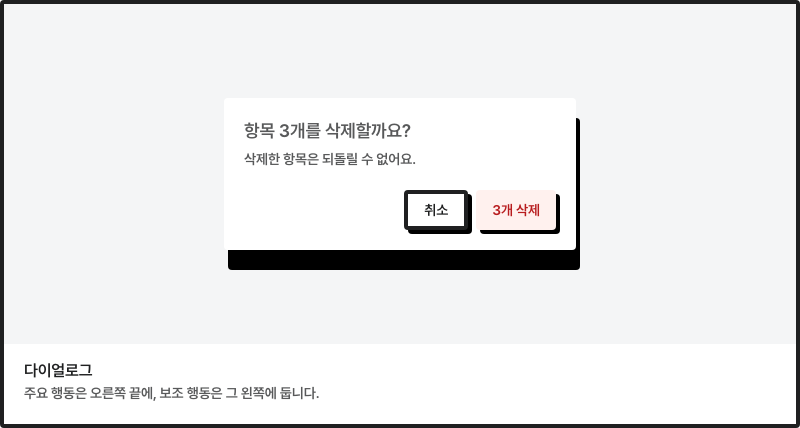 항목 3개를 삭제할까요?
삭제한 항목은 되돌릴 수 없어요.
취소
3개 삭제
다이얼로그
주요 행동은 오른쪽 끝에, 보조 행동은 그 왼쪽에 둡니다.